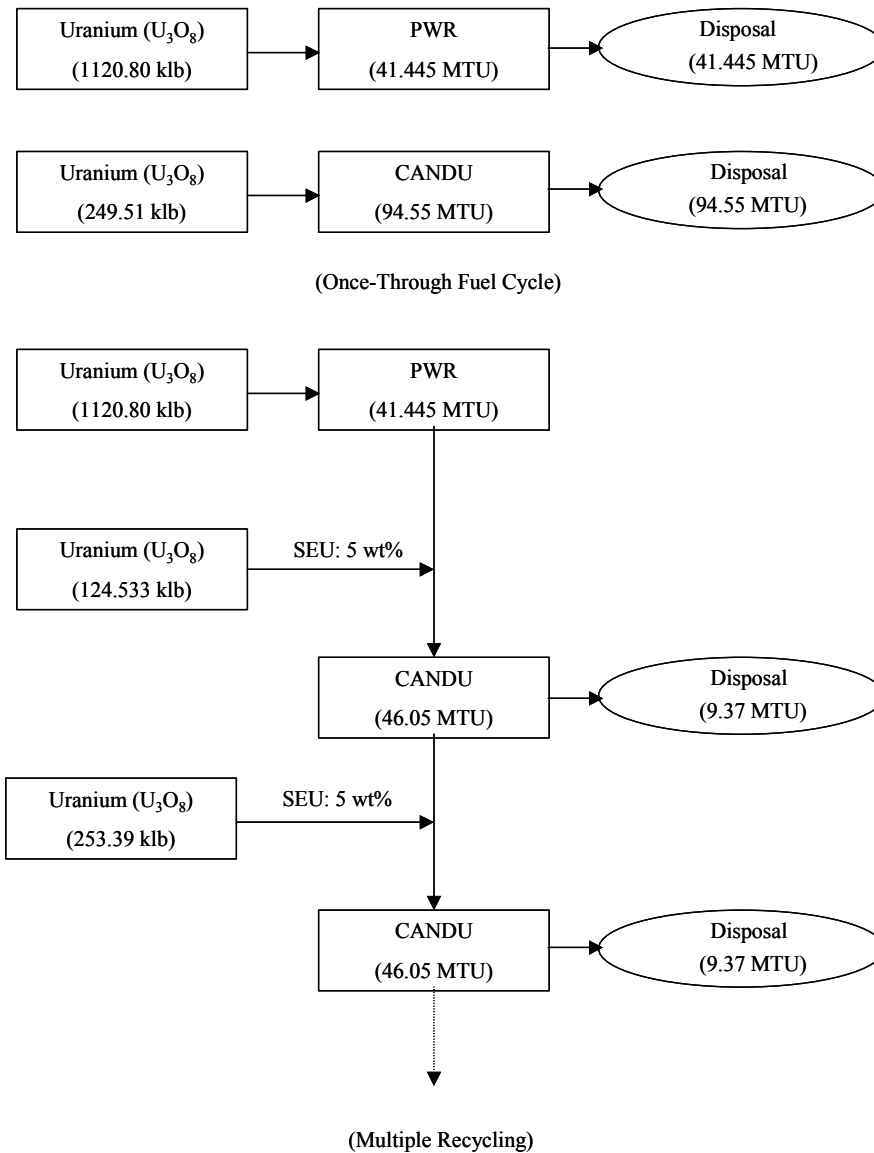 Uranium (U₃O₈)
(1120.80 klb)
PWR
(41.445 MTU)
Disposal
(41.445 MTU)
Uranium (U₃O₈)
(249.51 klb)
CANDU
(94.55 MTU)
Disposal
(94.55 MTU)
(Once-Through Fuel Cycle)
Uranium (U₃O₈)
(1120.80 klb)
PWR
(41.445 MTU)
Uranium (U₃O₈)
(124.533 klb)
SEU: 5 wt%
CANDU
(46.05 MTU)
Disposal
(9.37 MTU)
Uranium (U₃O₈)
(253.39 klb)
SEU: 5 wt%
CANDU
(46.05 MTU)
Disposal
(9.37 MTU)
(Multiple Recycling)